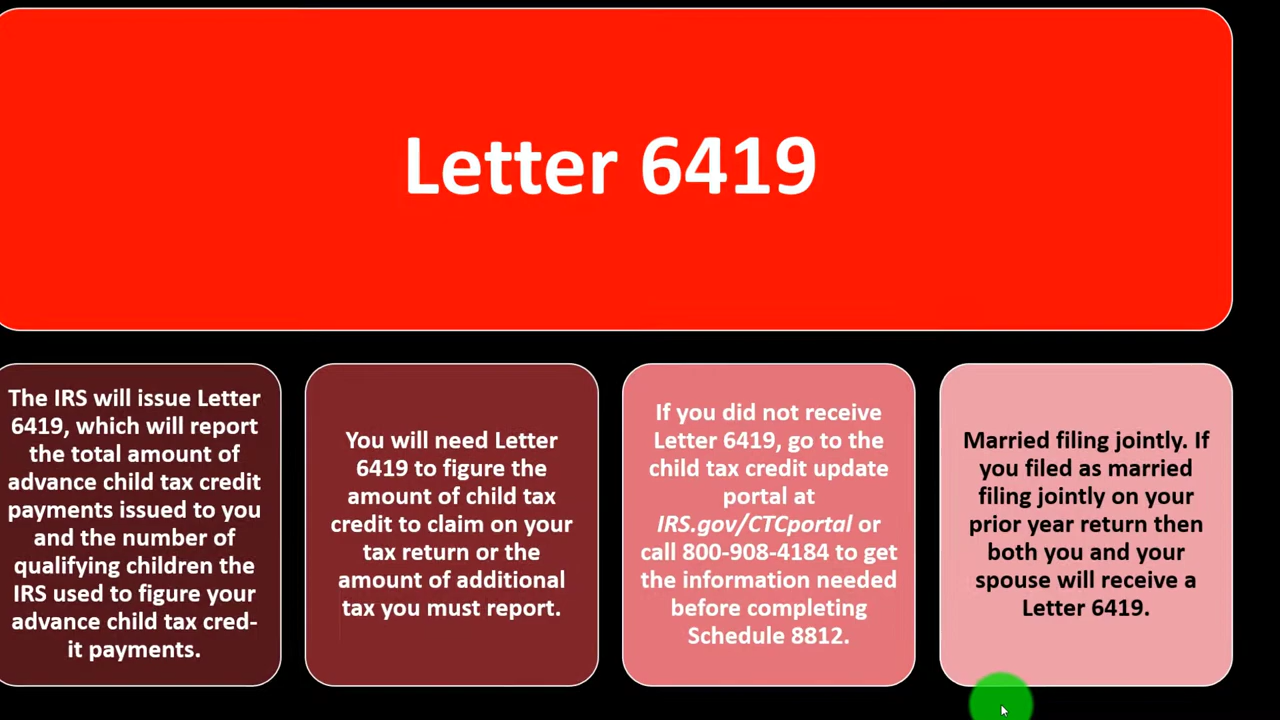 Letter 6419
The IRS will issue Letter
6419, which will report
the total amount of
advance child tax credit
payments issued to you
and the number of
qualifying children the
IRS used to figure your
advance child tax cred-
it payments.
You will need Letter
6419 to figure the
amount of child tax
credit to claim on your
tax return or the
amount of additional
tax you must report.
If you did not receive
Letter 6419, go to the
child tax credit update
portal at
IRS.gov/CTCportal or
call 800-908-4184 to get
the information needed
before completing
Schedule 8812.
Married filing jointly. If
you filed as married
filing jointly on your
prior year return then
both you and your
spouse will receive a
Letter 6419.